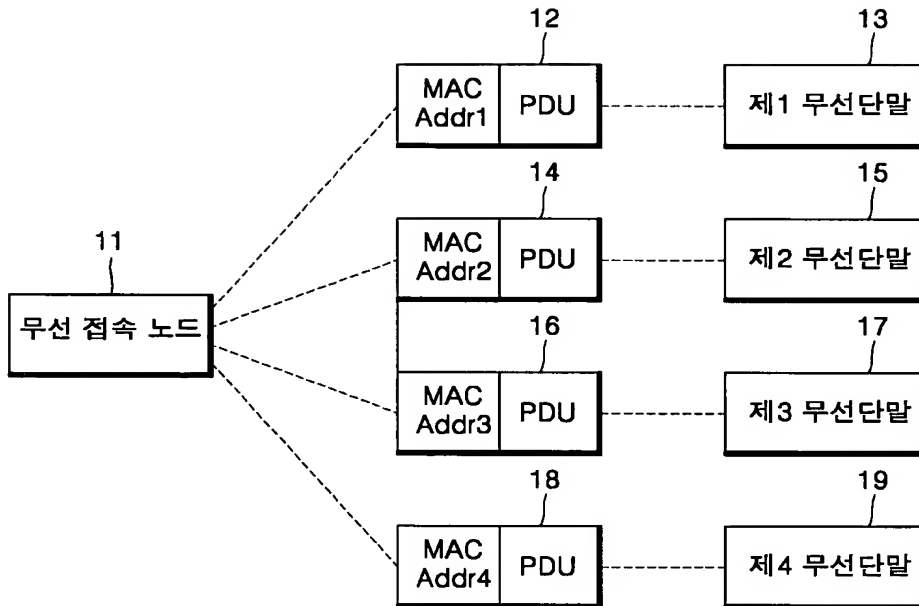 12
13
MAC
Addr1
PDU
제1 무선단말
14
15
MAC
Addr2
PDU
제2 무선단말
11
무선 접속 노드
16
17
MAC
Addr3
PDU
제3 무선단말
18
19
MAC
Addr4
PDU
제4 무선단말